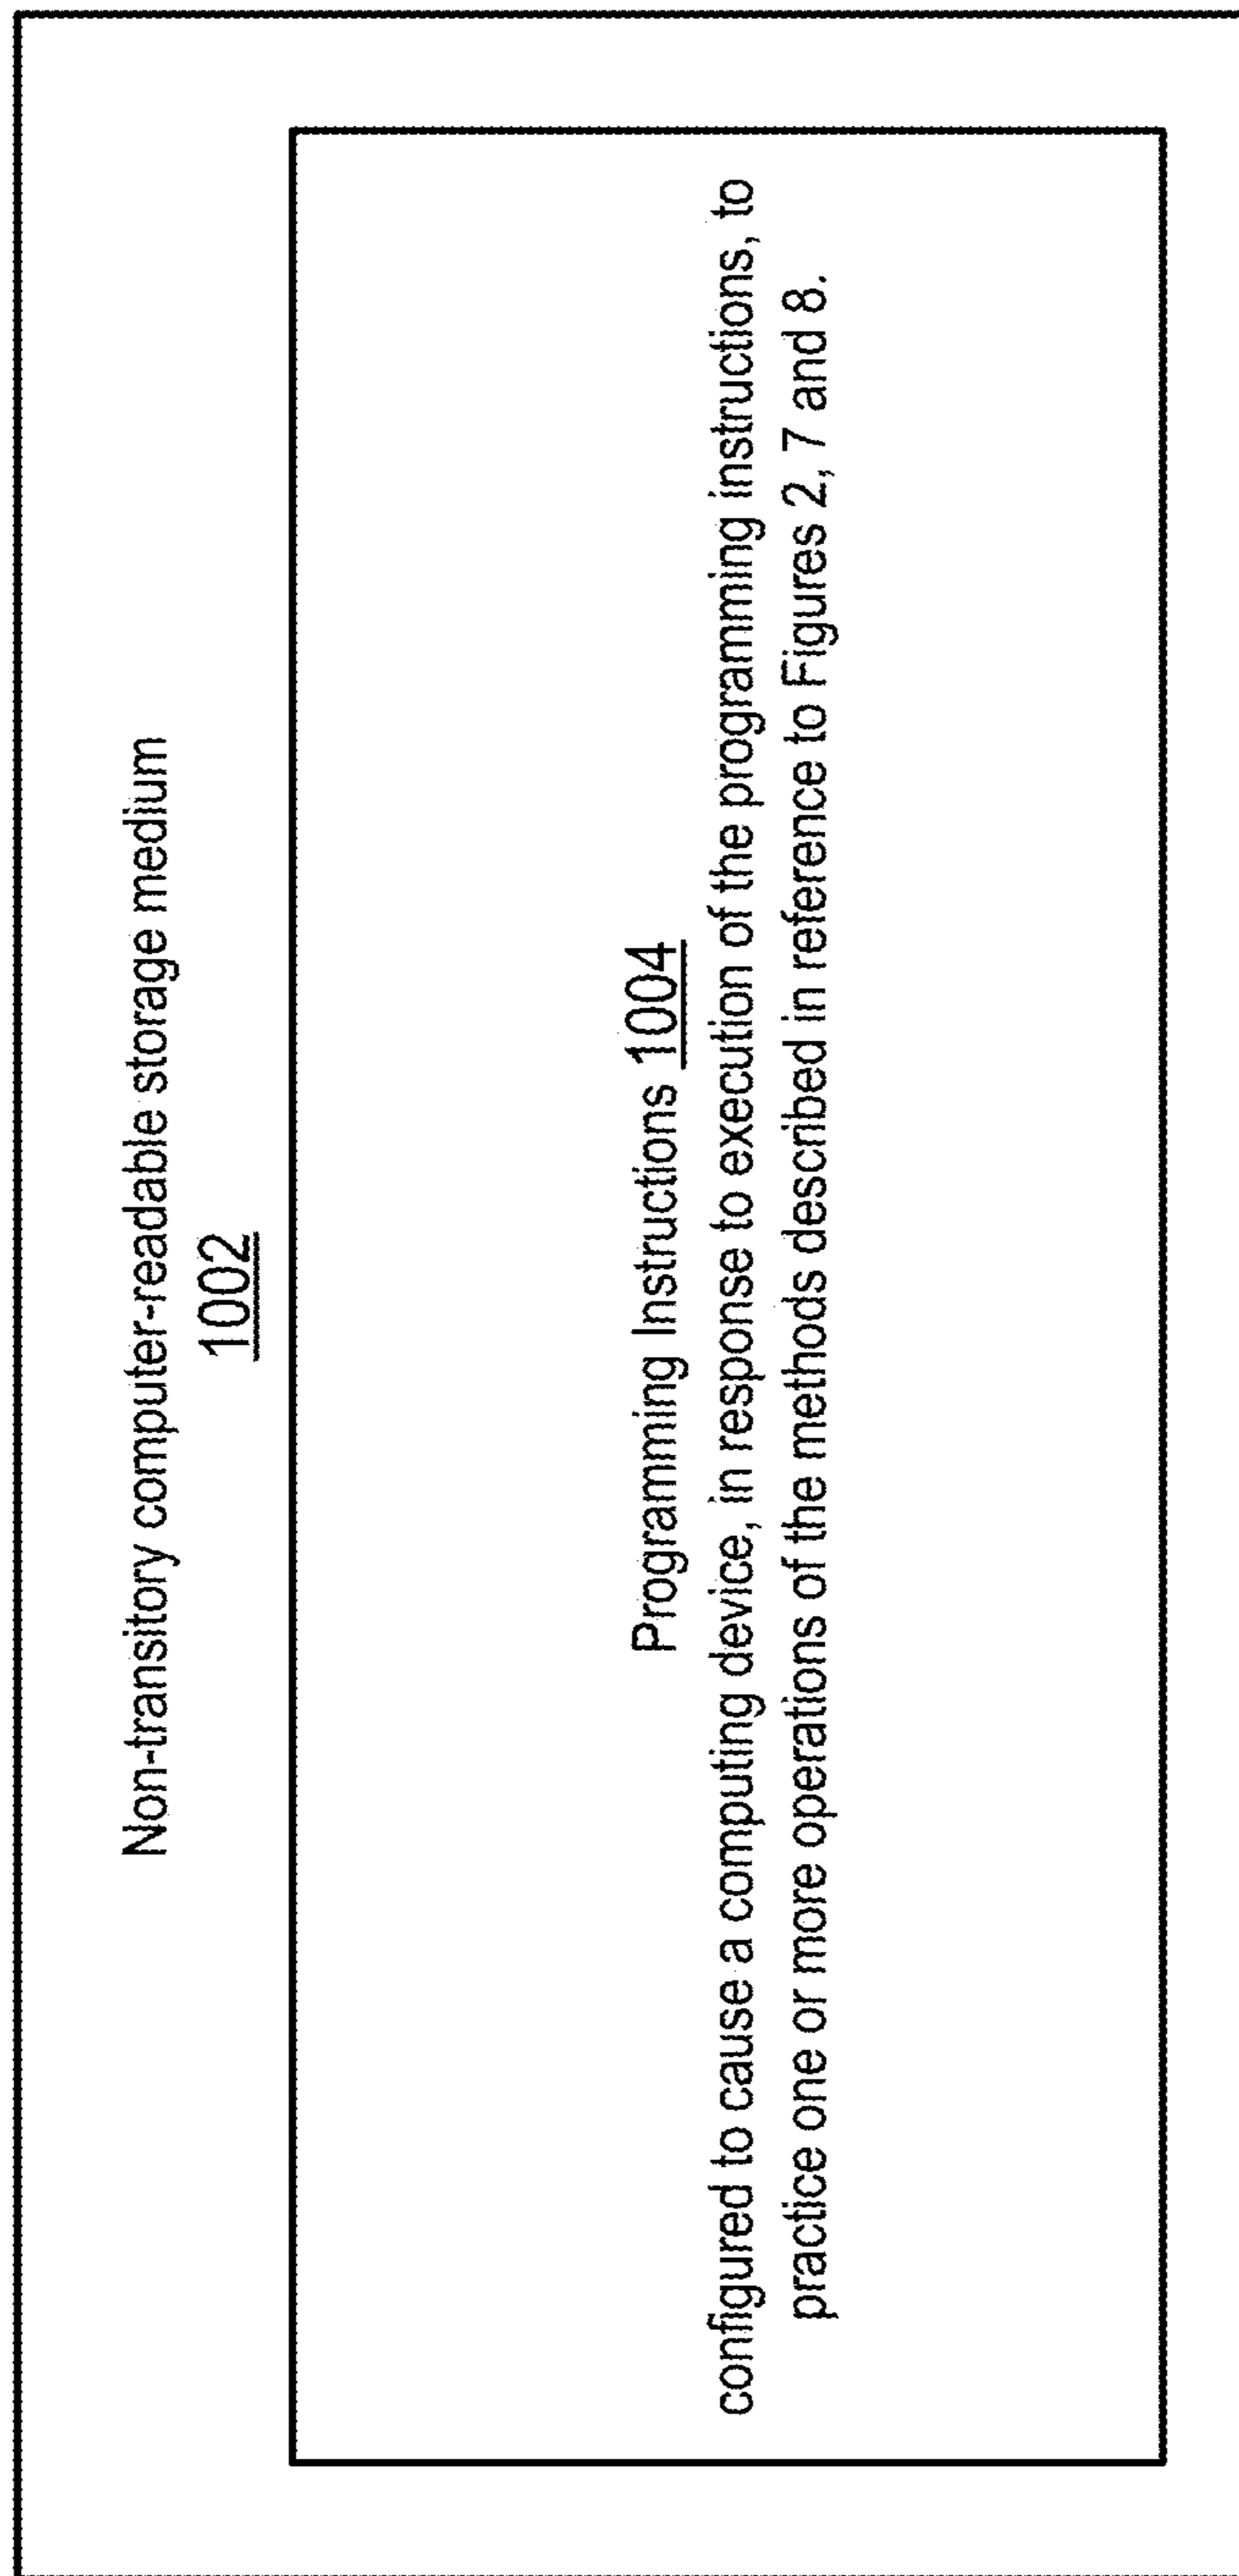 Non-transitory computer-readable storage medium
1002
Programming Instructions 1004
configured to cause a computing device, in response to execution of the programming instructions, to
practice one or more operations of the methods described in reference to Figures 2, 7 and 8.